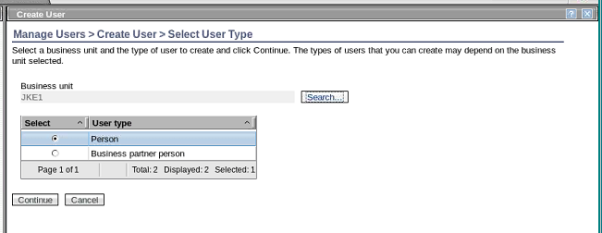 Create User
? X
Manage Users > Create User > Select User Type
Select a business unit and the type of user to create and click Continue. The types of users that you can create may depend on the business
unit selected.
Business unit
JKE1 Search...
Select ^ User type ^
Person
Business partner person
Page 1 of 1 Total: 2 Displayed: 2 Selected: 1
Continue Cancel